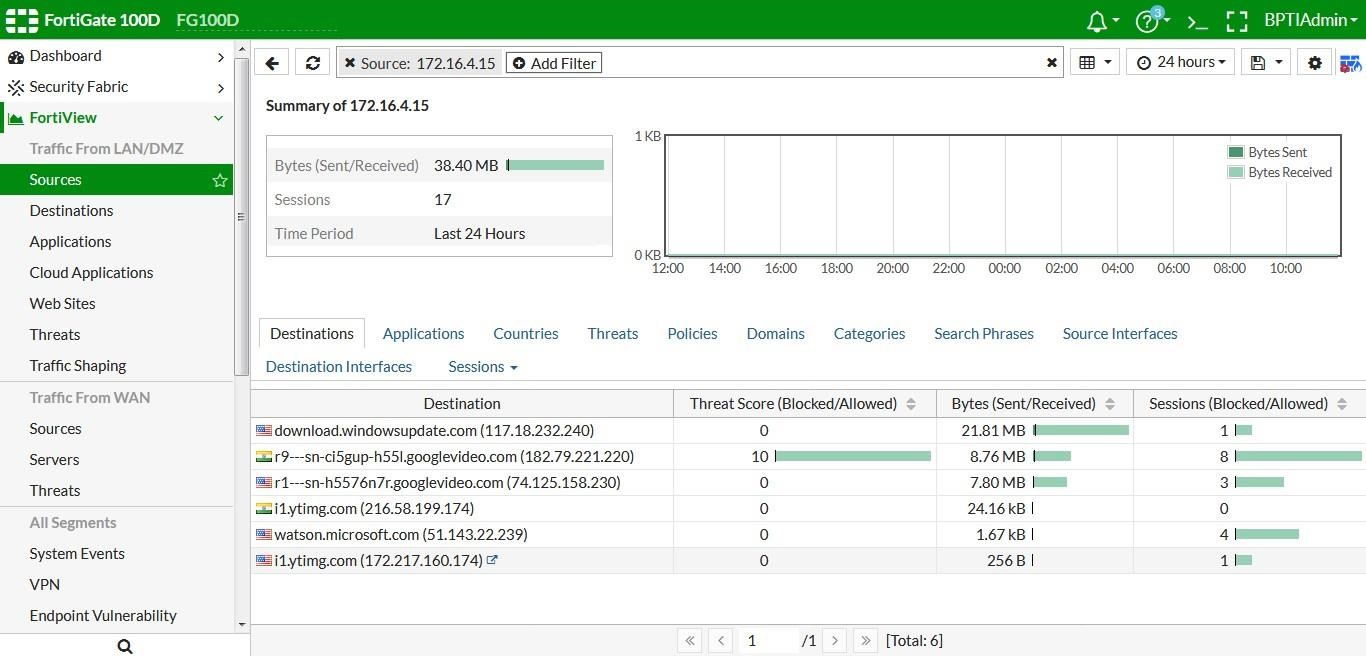 FortiGate 100D FG100D
3
BPTIAdmin
Dashboard
Security Fabric
FortiView
Traffic From LAN/DMZ
Sources
Destinations
Applications
Cloud Applications
Web Sites
Threats
Traffic Shaping
Traffic From WAN
Sources
Servers
Threats
All Segments
System Events
VPN
Endpoint Vulnerability
Source: 172.16.4.15 Add Filter
24 hours
Summary of 172.16.4.15
Bytes (Sent/Received) 38.40 MB
Sessions 17
Time Period Last 24 Hours
1 KB
Bytes Sent
Bytes Received
0 KB
12:00 14:00 16:00 18:00 20:00 22:00 00:00 02:00 04:00 06:00 08:00 10:00
Destinations Applications Countries Threats Policies Domains Categories Search Phrases Source Interfaces
Destination Interfaces Sessions
Destination Threat Score (Blocked/Allowed) Bytes (Sent/Received) Sessions (Blocked/Allowed)
download.windowsupdate.com (117.18.232.240) 0 21.81 MB 1
r9---sn-ci5gup-h55l.googlevideo.com (182.79.221.220) 10 8.76 MB 8
r1---sn-h5576n7r.googlevideo.com (74.125.158.230) 0 7.80 MB 3
i1.ytimg.com (216.58.199.174) 0 24.16 kB 0
watson.microsoft.com (51.143.22.239) 0 1.67 kB 4
i1.ytimg.com (172.217.160.174) 0 256 B 1
1 /1 [Total: 6]